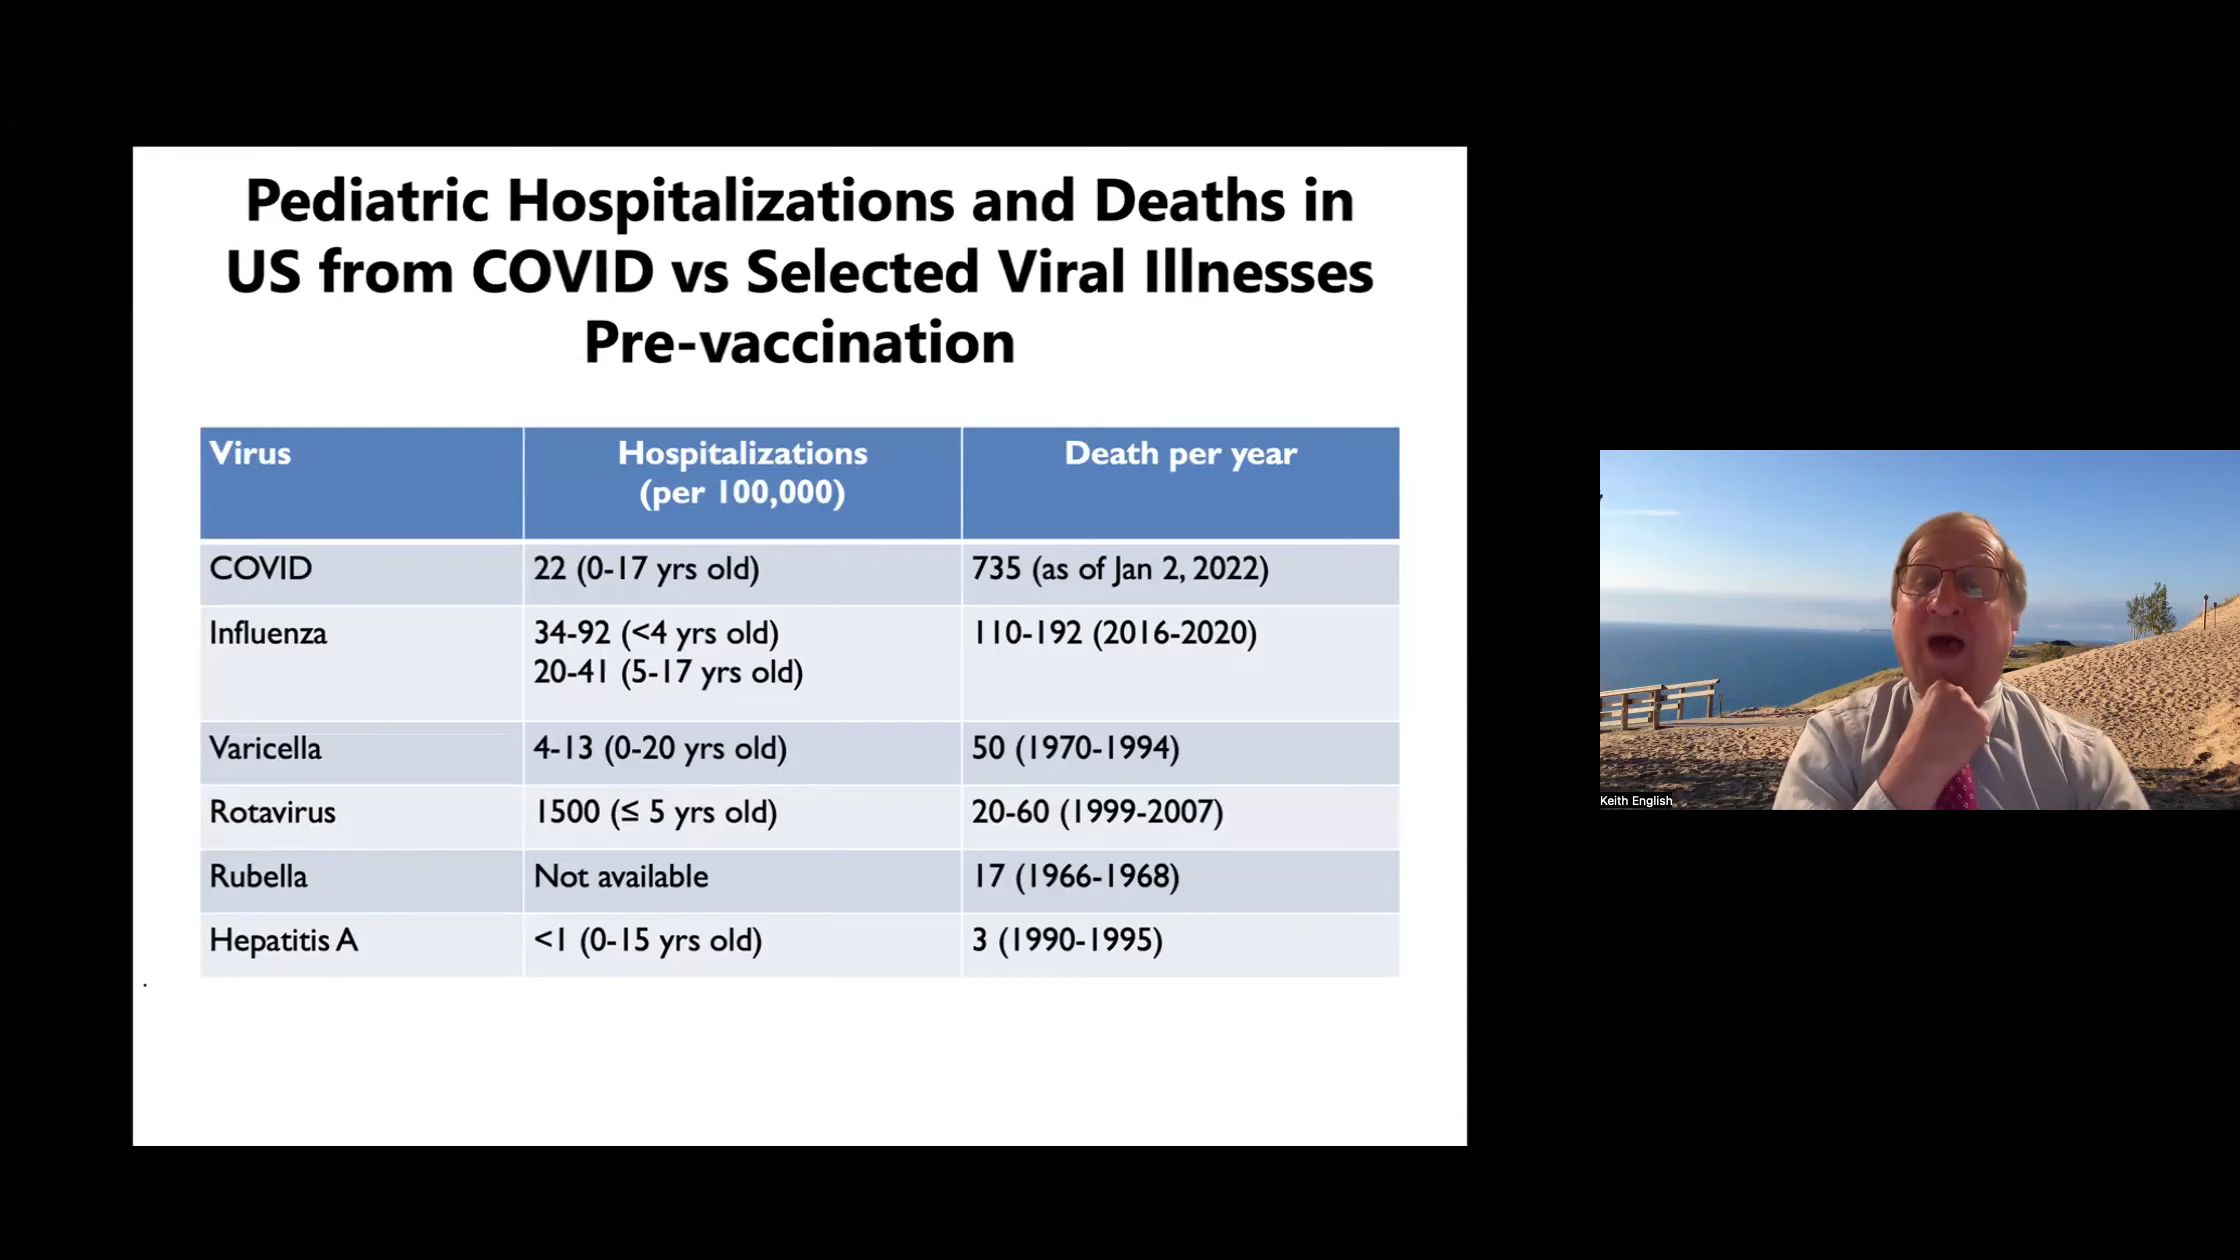 Pediatric Hospitalizations and Deaths in
US from COVID vs Selected Viral Illnesses
Pre-vaccination
Virus
Hospitalizations
(per 100,000)
Death per year
COVID
22 (0-17 yrs old)
735 (as of Jan 2, 2022)
Influenza
34-92 (<4 yrs old)
20-41 (5-17 yrs old)
110-192 (2016-2020)
Varicella
4-13 (0-20 yrs old)
50 (1970-1994)
Rotavirus
1500 (≤ 5 yrs old)
20-60 (1999-2007)
Rubella
Not available
17 (1966-1968)
Hepatitis A
<1 (0-15 yrs old)
3 (1990-1995)
.
Keith English